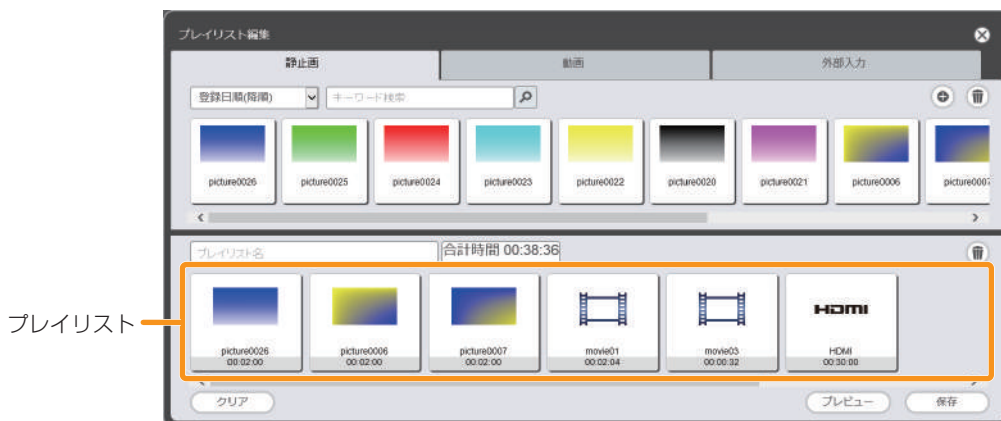 プレイリスト編集
静止画 動画 外部入力
登録日順(降順) キーワード検索
picture0026 picture0025 picture0024 picture0023 picture0022 picture0020 picture0021 picture0006 picture0007
プレイリスト名 合計時間 00:38:36
プレイリスト
HDMI
picture0026 picture0006 picture0007 movie01 movie03 HDMI
00:02:00 00:02:00 00:02:00 00:02:04 00:00:32 00:30:00
クリア プレビュー 保存